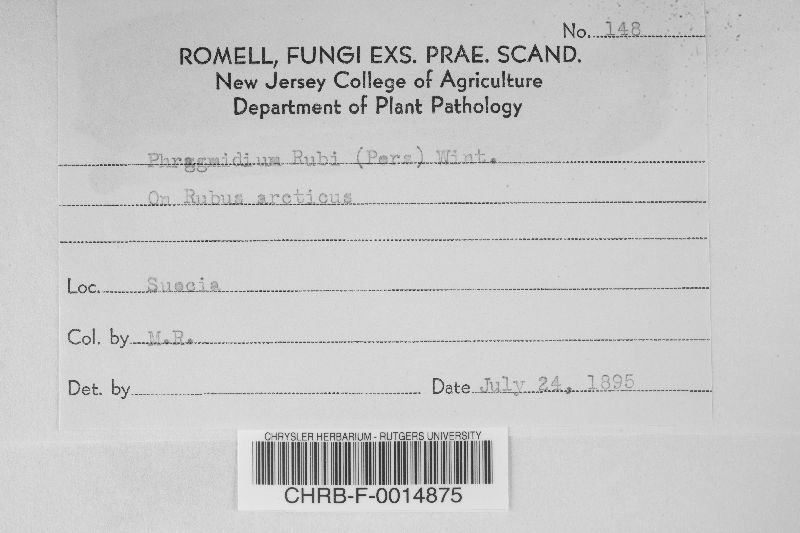 No. 148
ROMELL, FUNGI EXS. PRAE. SCAND.
New Jersey College of Agriculture
Department of Plant Pathology
Phragmidium Rubi (Pers) Wint.
On Rubus arcticus
Loc. Suecia
Col. by M.R.
Det. by
Date July 24, 1895
CHRYSLER HERBARIUM - RUTGERS UNIVERSITY
CHRB-F-0014875